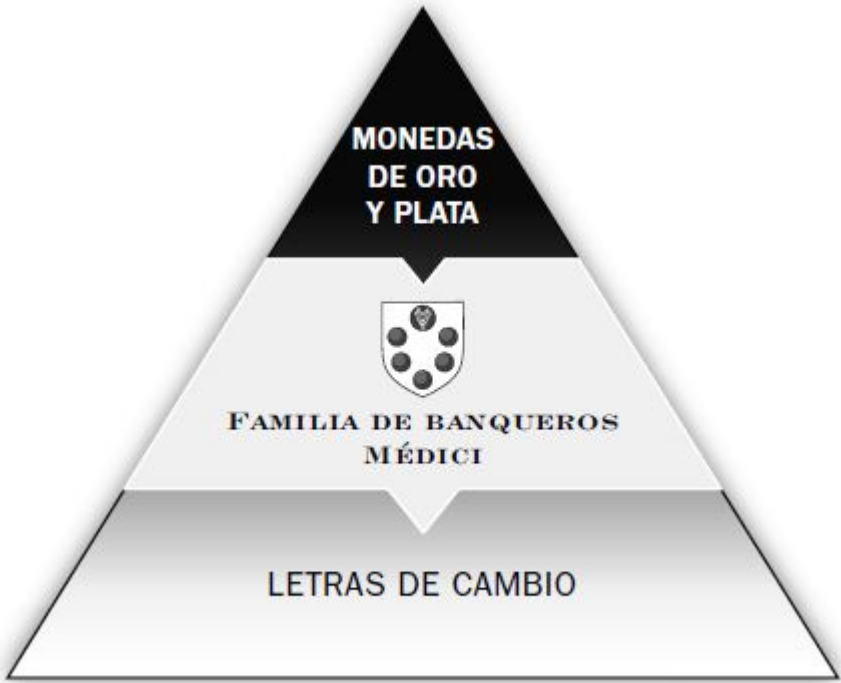 MONEDAS
DE ORO
Y PLATA
FAMILIA DE BANQUEROS
MÉDICI
LETRAS DE CAMBIO